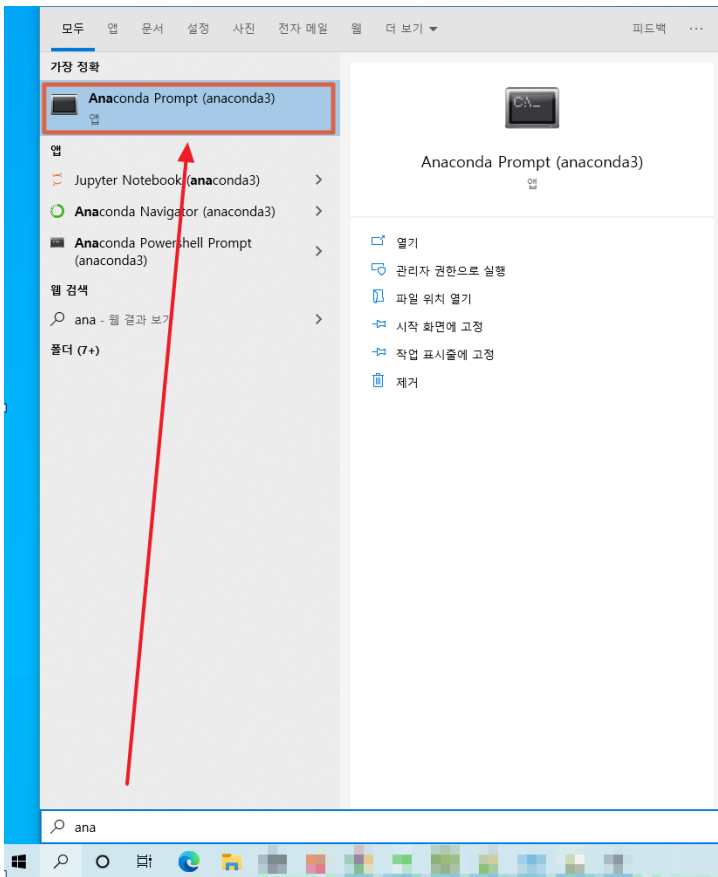 모두 앱 문서 설정 사진 전자 메일 웹 더 보기 피드백 ...
가장 정확
Anaconda Prompt (anaconda3)
앱
앱
Jupyter Notebook (anaconda3)
Anaconda Navigator (anaconda3)
Anaconda Powershell Prompt
(anaconda3)
웹 검색
ana - 웹 결과 보기
폴더 (7+)
C:\_
Anaconda Prompt (anaconda3)
앱
열기
관리자 권한으로 실행
파일 위치 열기
시작 화면에 고정
작업 표시줄에 고정
제거
ana